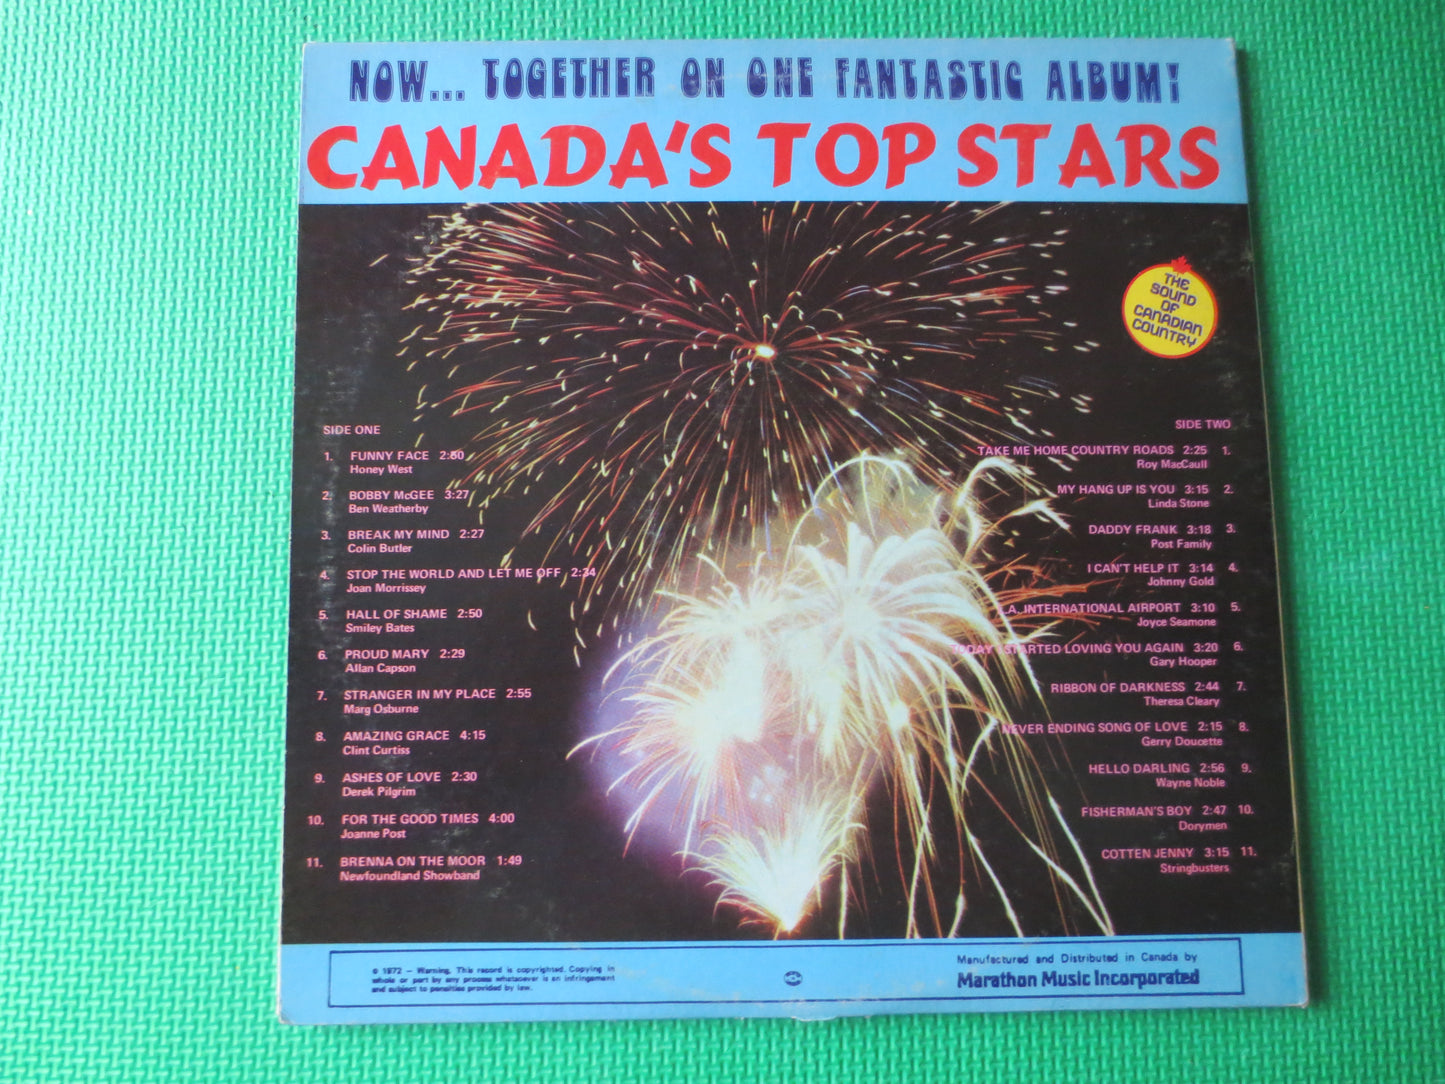 NOW... TOGETHER ON ONE FANTASTIC ALBUM!
CANADA'S TOP STARS
THE
SOUND
OF
CANADIAN
COUNTRY
SIDE ONE
1. FUNNY FACE 2:50
Honey West
2. BOBBY McGEE 3:27
Ben Weatherby
3. BREAK MY MIND 2:27
Colin Butler
4. STOP THE WORLD AND LET ME OFF 2:34
Joan Morrissey
5. HALL OF SHAME 2:50
Smiley Bates
6. PROUD MARY 2:29
Allan Capson
7. STRANGER IN MY PLACE 2:55
Marg Osburne
8. AMAZING GRACE 4:15
Clint Curtiss
9. ASHES OF LOVE 2:30
Derek Pilgrim
10. FOR THE GOOD TIMES 4:00
Joanne Post
11. BRENNA ON THE MOOR 1:49
Newfoundland Showband
SIDE TWO
TAKE ME HOME COUNTRY ROADS 2:25 1.
Roy MacCaull
MY HANG UP IS YOU 3:15 2.
Linda Stone
DADDY FRANK 3:18 3.
Post Family
I CAN'T HELP IT 3:14 4.
Johnny Gold
L.A. INTERNATIONAL AIRPORT 3:10 5.
Joyce Seamone
TODAY I STARTED LOVING YOU AGAIN 3:20 6.
Gary Hooper
RIBBON OF DARKNESS 2:44 7.
Theresa Cleary
NEVER ENDING SONG OF LOVE 2:15 8.
Gerry Doucette
HELLO DARLING 2:56 9.
Wayne Noble
FISHERMAN'S BOY 2:47 10.
Dorymen
COTTEN JENNY 3:15 11.
Stringbusters
© 1972 – Warning. This record is copyrighted. Copying in
whole or part by any process whatsoever is an infringement
and subject to penalties provided by law.
Manufactured and Distributed in Canada by
Marathon Music Incorporated